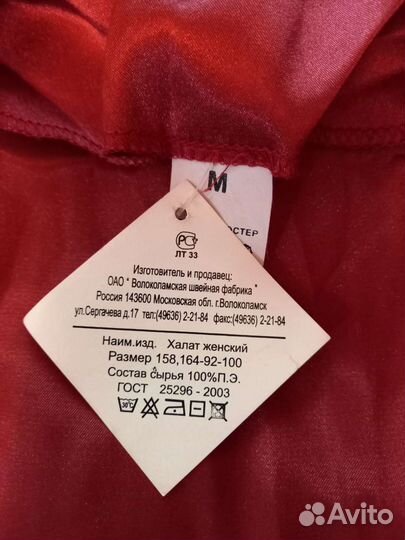 М
ОСТЕР
РСТ
ЛТ 33
Изготовитель и продавец:
ОАО " Волоколамская швейная фабрика "
Россия 143600 Московская обл. г.Волоколамск
ул.Сергачева д.17 тел:(49636) 2-21-84 факс:(49636) 2-21-84
Наим.изд. Халат женский
Размер 158,164-92-100
Состав сырья 100%П.Э.
ГОСТ 25296 - 2003
30°C
Avito